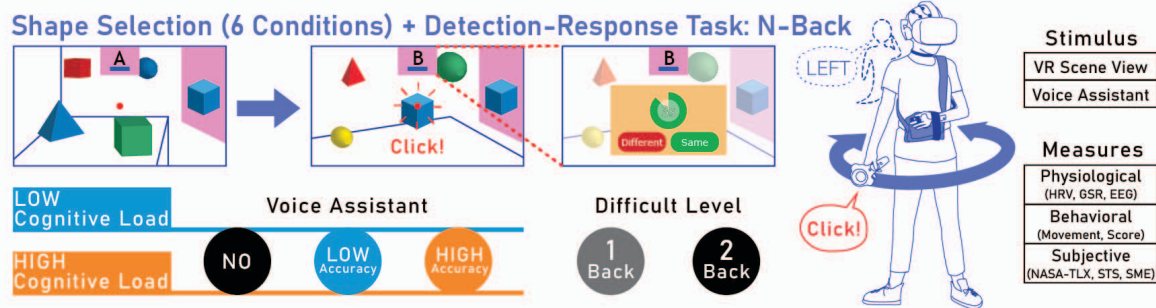 Shape Selection (6 Conditions) + Detection-Response Task: N-Back
A
B
Click!
B
Different
Same
LEFT
Click!
Stimulus
VR Scene View
Voice Assistant
Measures
Physiological
(HRV, GSR, EEG)
Behavioral
(Movement, Score)
Subjective
(NASA-TLX, STS, SME)
LOW
Cognitive Load
HIGH
Cognitive Load
Voice Assistant
NO
LOW
Accuracy
HIGH
Accuracy
Difficult Level
1
Back
2
Back